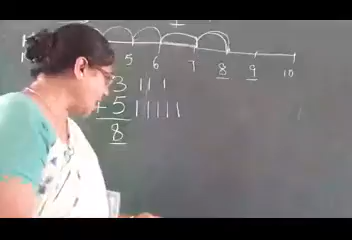 5 6 7 8 9 10
3 | | |
+ 5 | | | | |
8